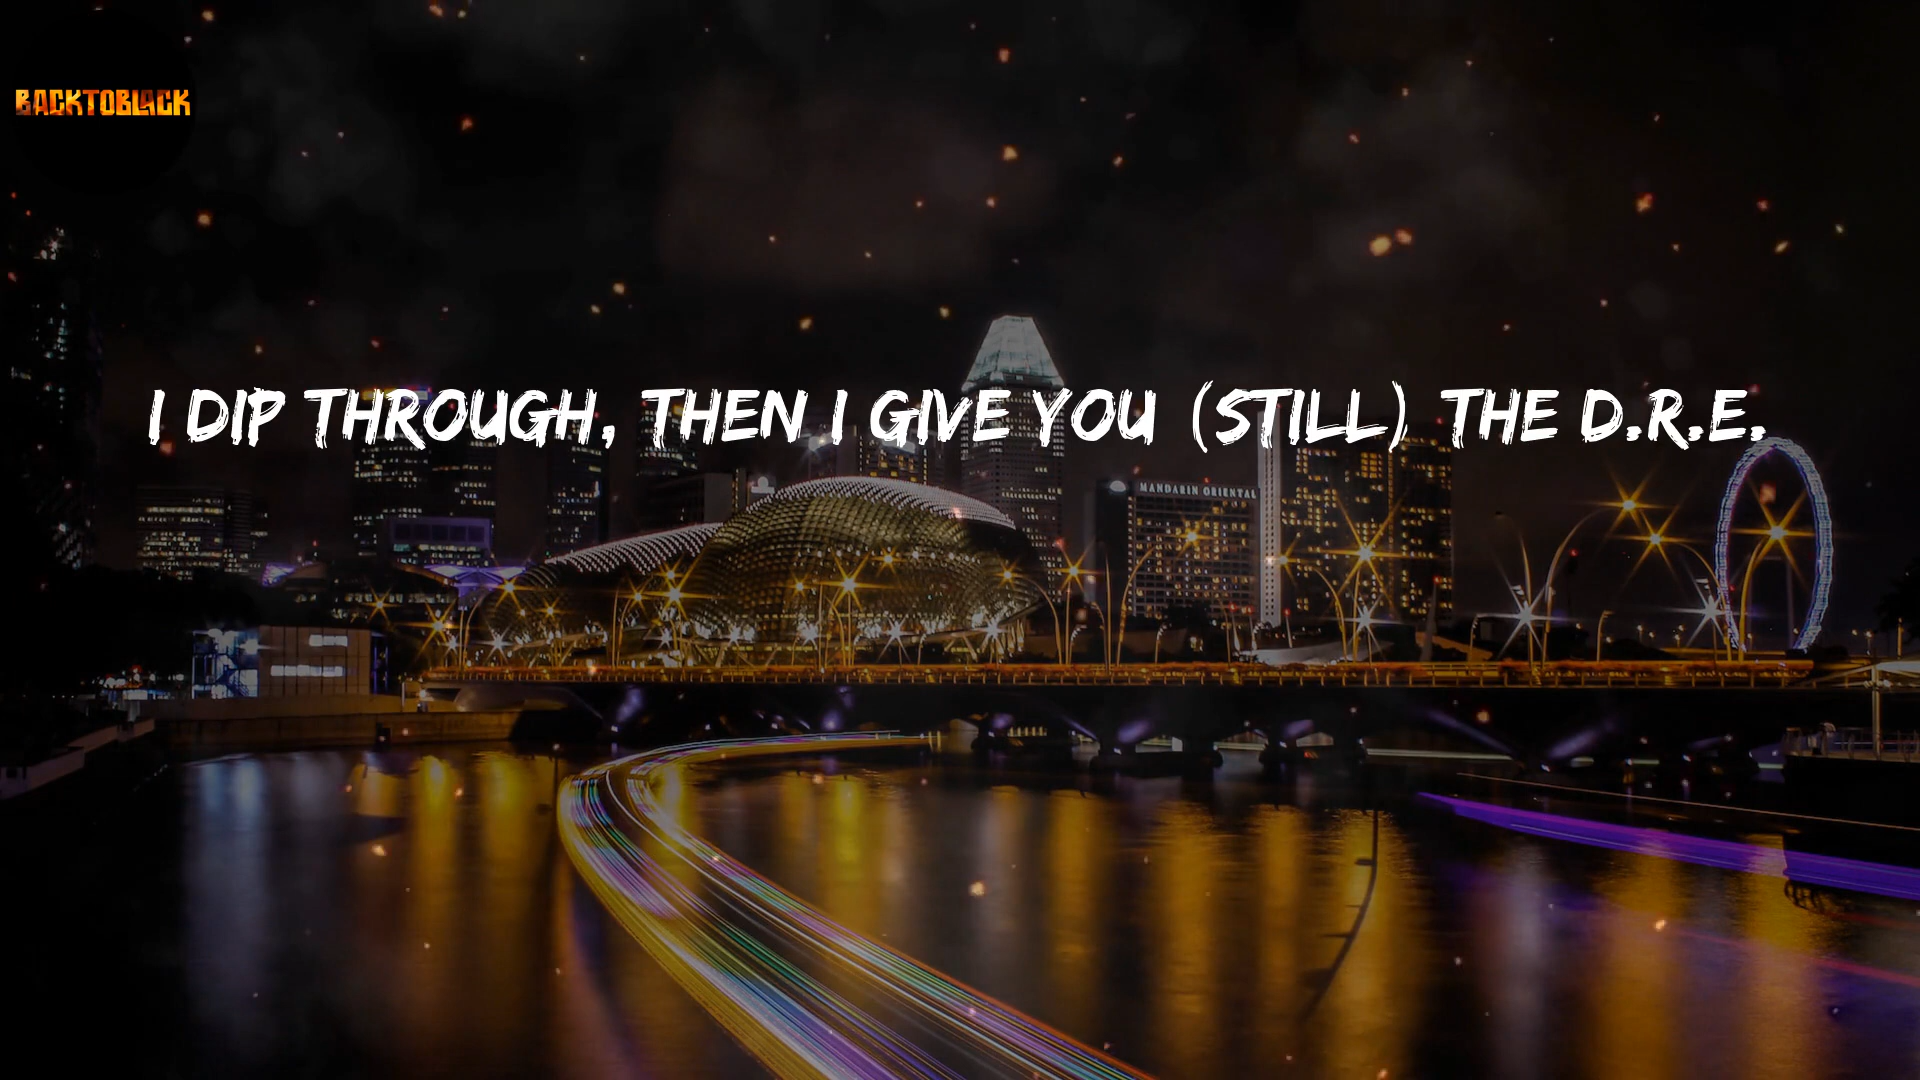 BACKTOBLACK
I DIP THROUGH, THEN I GIVE YOU (STILL) THE D.R.E.
MANDARIN ORIENTAL